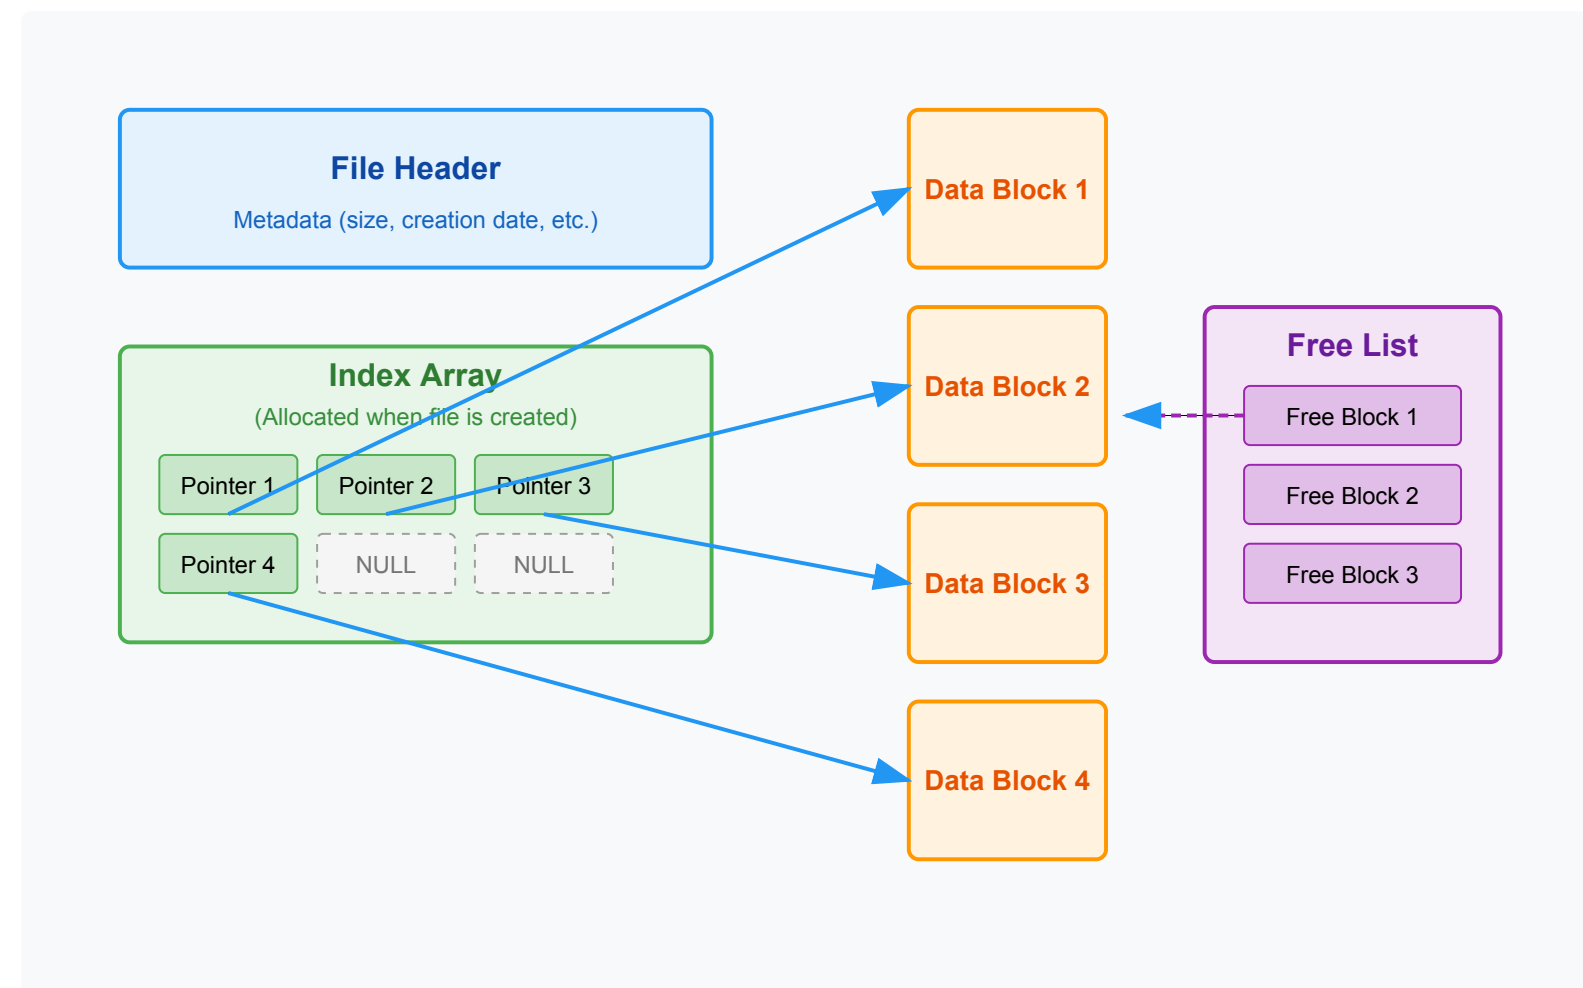 File Header
Metadata (size, creation date, etc.)
Index Array
(Allocated when file is created)
Pointer 1
Pointer 2
Pointer 3
Pointer 4
NULL
NULL
Data Block 1
Data Block 2
Data Block 3
Data Block 4
Free List
Free Block 1
Free Block 2
Free Block 3